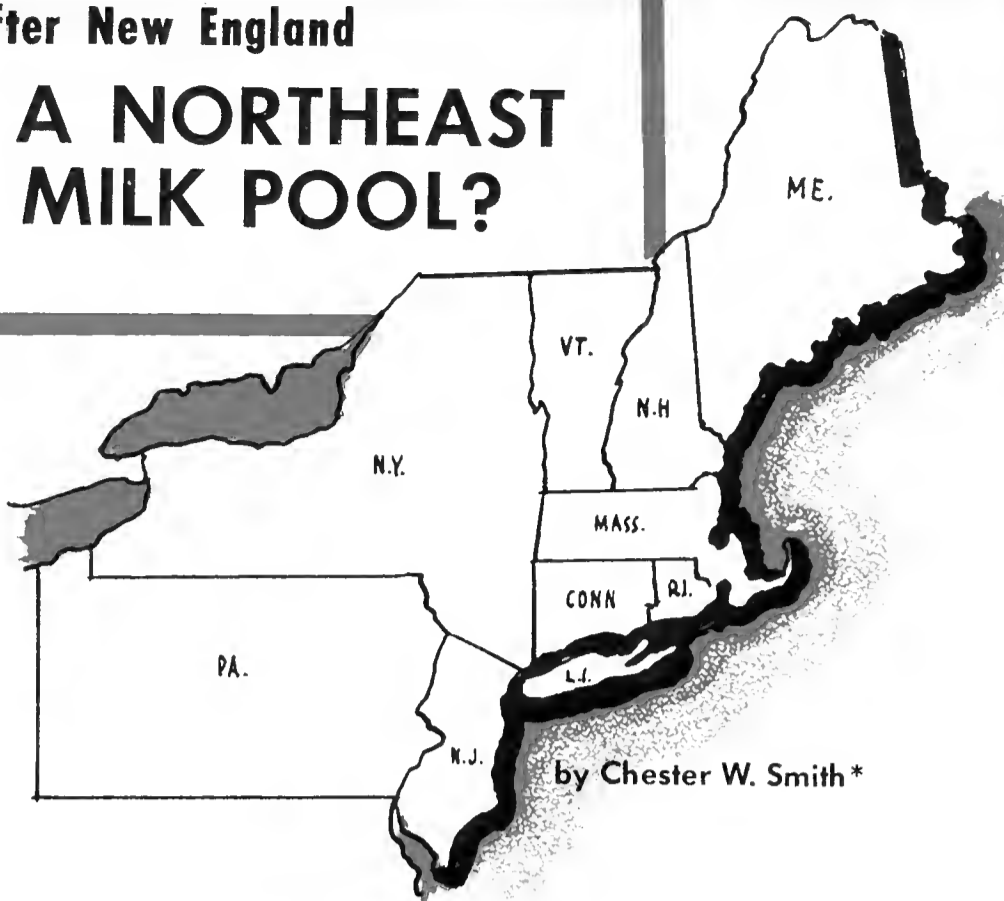 fter New England
A NORTHEAST
MILK POOL?
ME.
VT.
N.H
N.Y.
MASS.
CONN
R.I.
L.I.
PA.
N.J.
by Chester W. Smith*